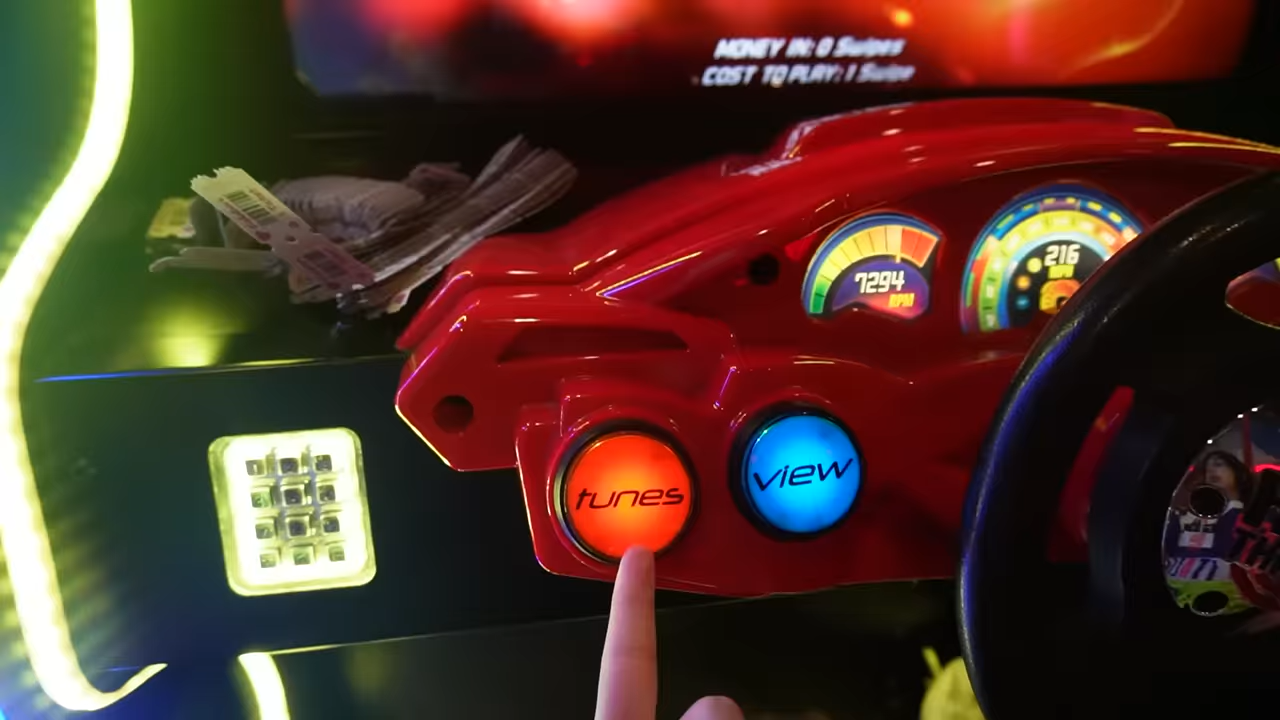 MONEY IN: 0 Swipes
COST TO PLAY: 1 Swipe
7294
RPM
216
MPH
tunes
view